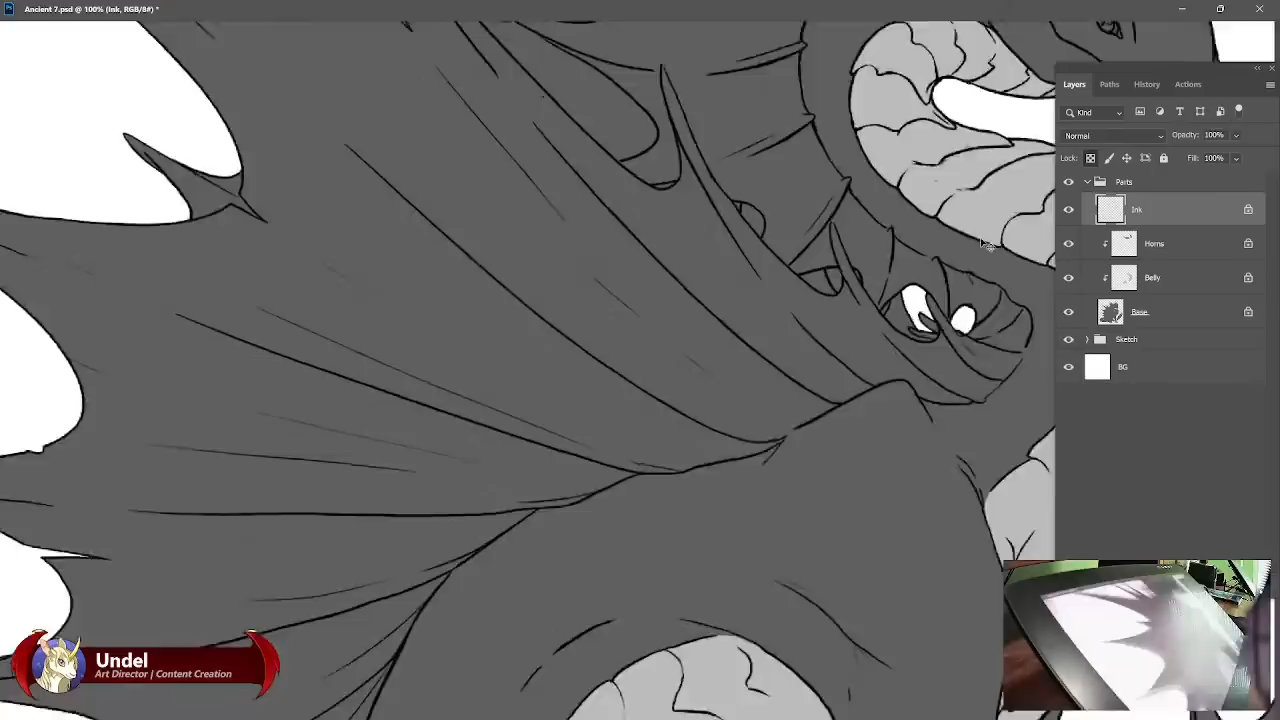 Ancient 7.psd @ 100% (Ink, RGB/8#) *
Layers Paths History Actions
Kind
Normal Opacity: 100%
Lock: Fill: 100%
Parts
Ink
Horns
Belly
Base
Sketch
BG
Undel
Art Director | Content Creation